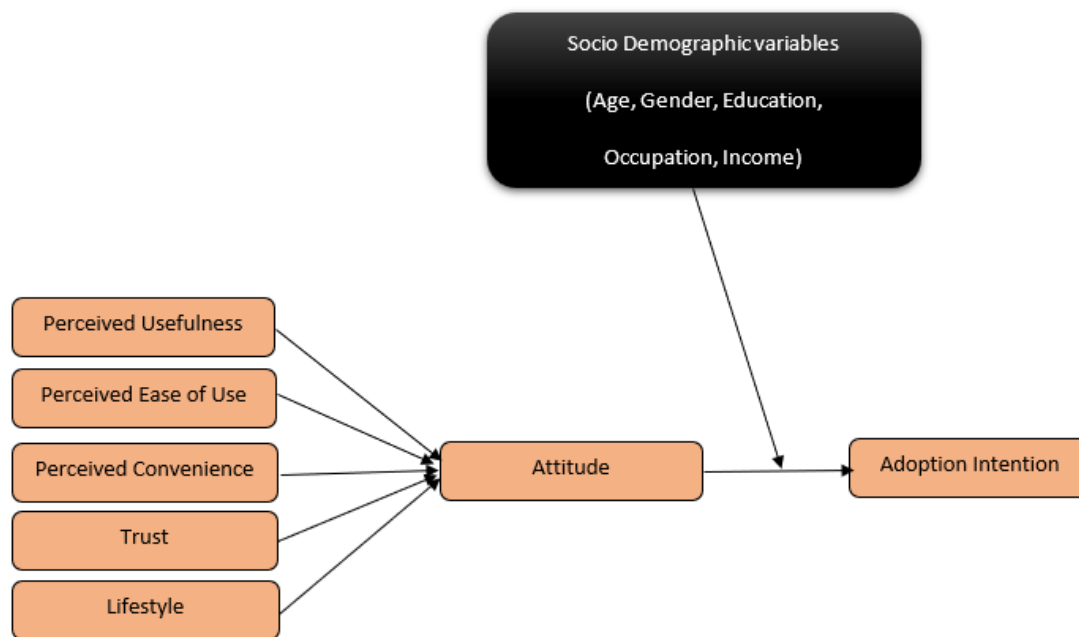 Socio Demographic variables
(Age, Gender, Education,
Occupation, Income)
Perceived Usefulness
Perceived Ease of Use
Perceived Convenience
Trust
Lifestyle
Attitude
Adoption Intention